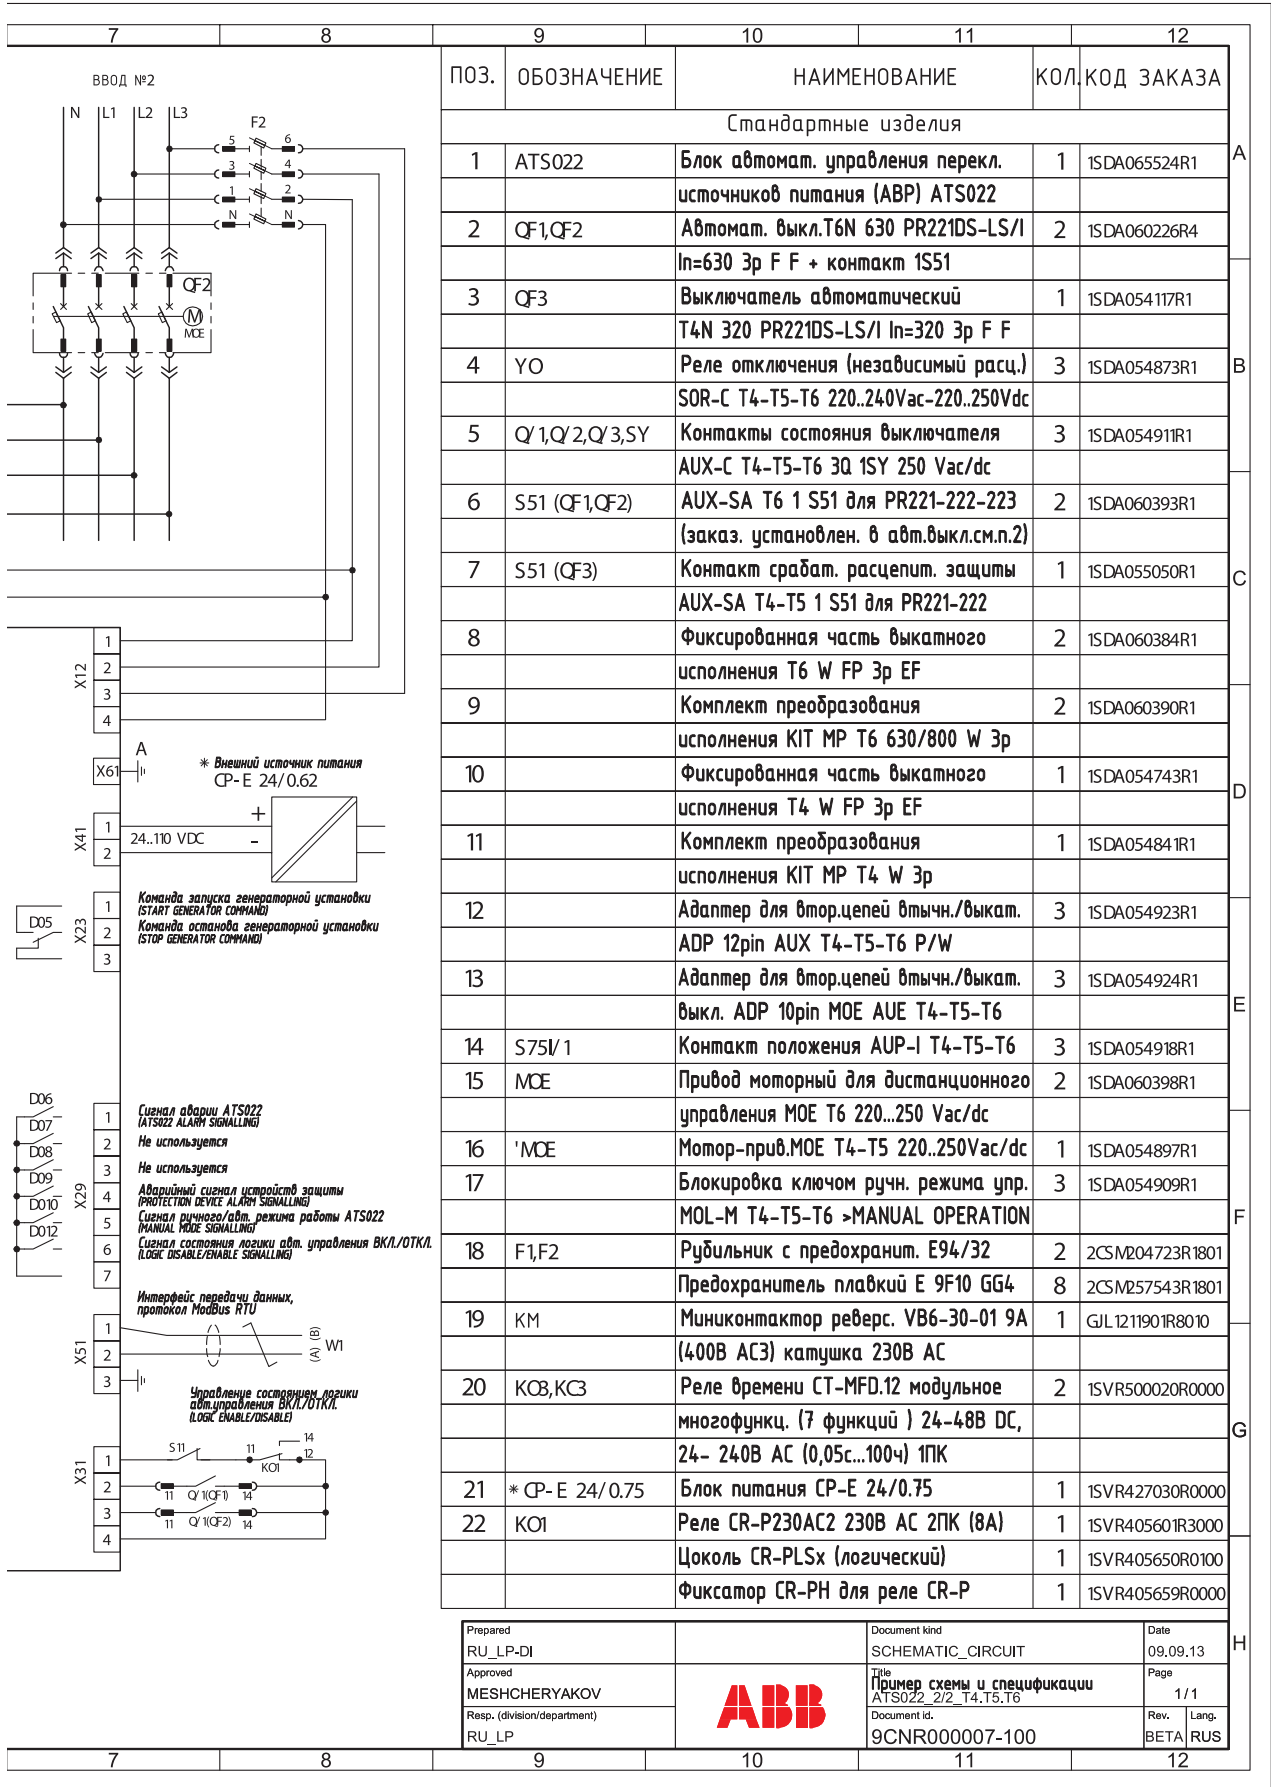 7 8 9 10 11 12
ВВОД №2
N L1 L2 L3
F2
5 6
3 4
1 2
N N
QF2
M
MOE
X12
1
2
3
4
X61
A
* Внешний источник питания
CP-E 24/0.62
X41
1
2
24..110 VDC
+
-
X23
1
2
3
D05
Команда запуска генераторной установки
(START GENERATOR COMMAND)
Команда останова генераторной установки
(STOP GENERATOR COMMAND)
D06
D07
D08
D09
D010
D012
X29
1
2
3
4
5
6
7
Сигнал аварии ATS022
(ATS022 ALARM SIGNALLING)
Не используется
Не используется
Аварийный сигнал устройств защиты
(PROTECTION DEVICE ALARM SIGNALLING)
Сигнал ручного/авт. режима работы ATS022
(MANUAL MODE SIGNALLING)
Сигнал состояния логики авт. управления ВКЛ./ОТКЛ.
(LOGIC DISABLE/ENABLE SIGNALLING)
Интерфейс передачи данных,
протокол ModBus RTU
X51
1
2
3
(B)
(A)
W1
Управление состоянием логики
авт.управления ВКЛ./ОТКЛ.
(LOGIC ENABLE/DISABLE)
X31
1
2
3
4
S11 11 14
12
KO1
11 Q/1(QF1) 14
11 Q/1(QF2) 14
ПОЗ. ОБОЗНАЧЕНИЕ НАИМЕНОВАНИЕ КОЛ. КОД ЗАКАЗА
Стандартные изделия
1 ATS022 Блок автомат. управления перекл. 1 1SDA065524R1
источников питания (АВР) ATS022
2 QF1,QF2 Автомат. выкл.T6N 630 PR221DS-LS/I 2 1SDA060226R4
In=630 3p F F + контакт 1S51
3 QF3 Выключатель автоматический 1 1SDA054117R1
T4N 320 PR221DS-LS/I In=320 3p F F
4 YO Реле отключения (независимый расц.) 3 1SDA054873R1
SOR-C T4-T5-T6 220..240Vac-220..250Vdc
5 Q/1,Q/2,Q/3,SY Контакты состояния выключателя 3 1SDA054911R1
AUX-C T4-T5-T6 3Q 1SY 250 Vac/dc
6 S51 (QF1,QF2) AUX-SA T6 1 S51 для PR221-222-223 2 1SDA060393R1
(заказ. установлен. в авт.выкл.см.п.2)
7 S51 (QF3) Контакт срабат. расцепит. защиты 1 1SDA055050R1
AUX-SA T4-T5 1 S51 для PR221-222
8 Фиксированная часть выкатного 2 1SDA060384R1
исполнения T6 W FP 3p EF
9 Комплект преобразования 2 1SDA060390R1
исполнения KIT MP T6 630/800 W 3p
10 Фиксированная часть выкатного 1 1SDA054743R1
исполнения T4 W FP 3p EF
11 Комплект преобразования 1 1SDA054841R1
исполнения KIT MP T4 W 3p
12 Адаптер для втор.цепей втычн./выкат. 3 1SDA054923R1
ADP 12pin AUX T4-T5-T6 P/W
13 Адаптер для втор.цепей втычн./выкат. 3 1SDA054924R1
выкл. ADP 10pin MOE AUE T4-T5-T6
14 S75I/1 Контакт положения AUP-I T4-T5-T6 3 1SDA054918R1
15 MOE Привод моторный для дистанционного 2 1SDA060398R1
управления MOE T6 220...250 Vac/dc
16 'MOE Мотор-прив.MOE T4-T5 220..250Vac/dc 1 1SDA054897R1
17 Блокировка ключом ручн. режима упр. 3 1SDA054909R1
MOL-M T4-T5-T6 >MANUAL OPERATION
18 F1,F2 Рубильник с предохранит. E94/32 2 2CSM204723R1801
Предохранитель плавкий E 9F10 GG4 8 2CSM257543R1801
19 KM Миниконтактор реверс. VB6-30-01 9A 1 GJL1211901R8010
(400В АС3) катушка 230В АС
20 KO3,KC3 Реле времени CT-MFD.12 модульное 2 1SVR500020R0000
многофункц. (7 функций ) 24-48В DC,
24- 240В АС (0,05с...100ч) 1ПК
21 * CP-E 24/0.75 Блок питания CP-E 24/0.75 1 1SVR427030R0000
22 KO1 Реле CR-P230AC2 230В АС 2ПК (8А) 1 1SVR405601R3000
Цоколь CR-PLSx (логический) 1 1SVR405650R0100
Фиксатор CR-PH для реле CR-P 1 1SVR405659R0000
A
B
C
D
E
F
G
H
Prepared
RU_LP-DI
Approved
MESHCHERYAKOV
Resp. (division/department)
RU_LP
ABB
Document kind
SCHEMATIC_CIRCUIT
Title
Пример схемы и спецификации
ATS022_2/2_T4.T5.T6
Document id.
9CNR000007-100
Date
09.09.13
Page
1/1
Rev. Lang.
BETA RUS
7 8 9 10 11 12